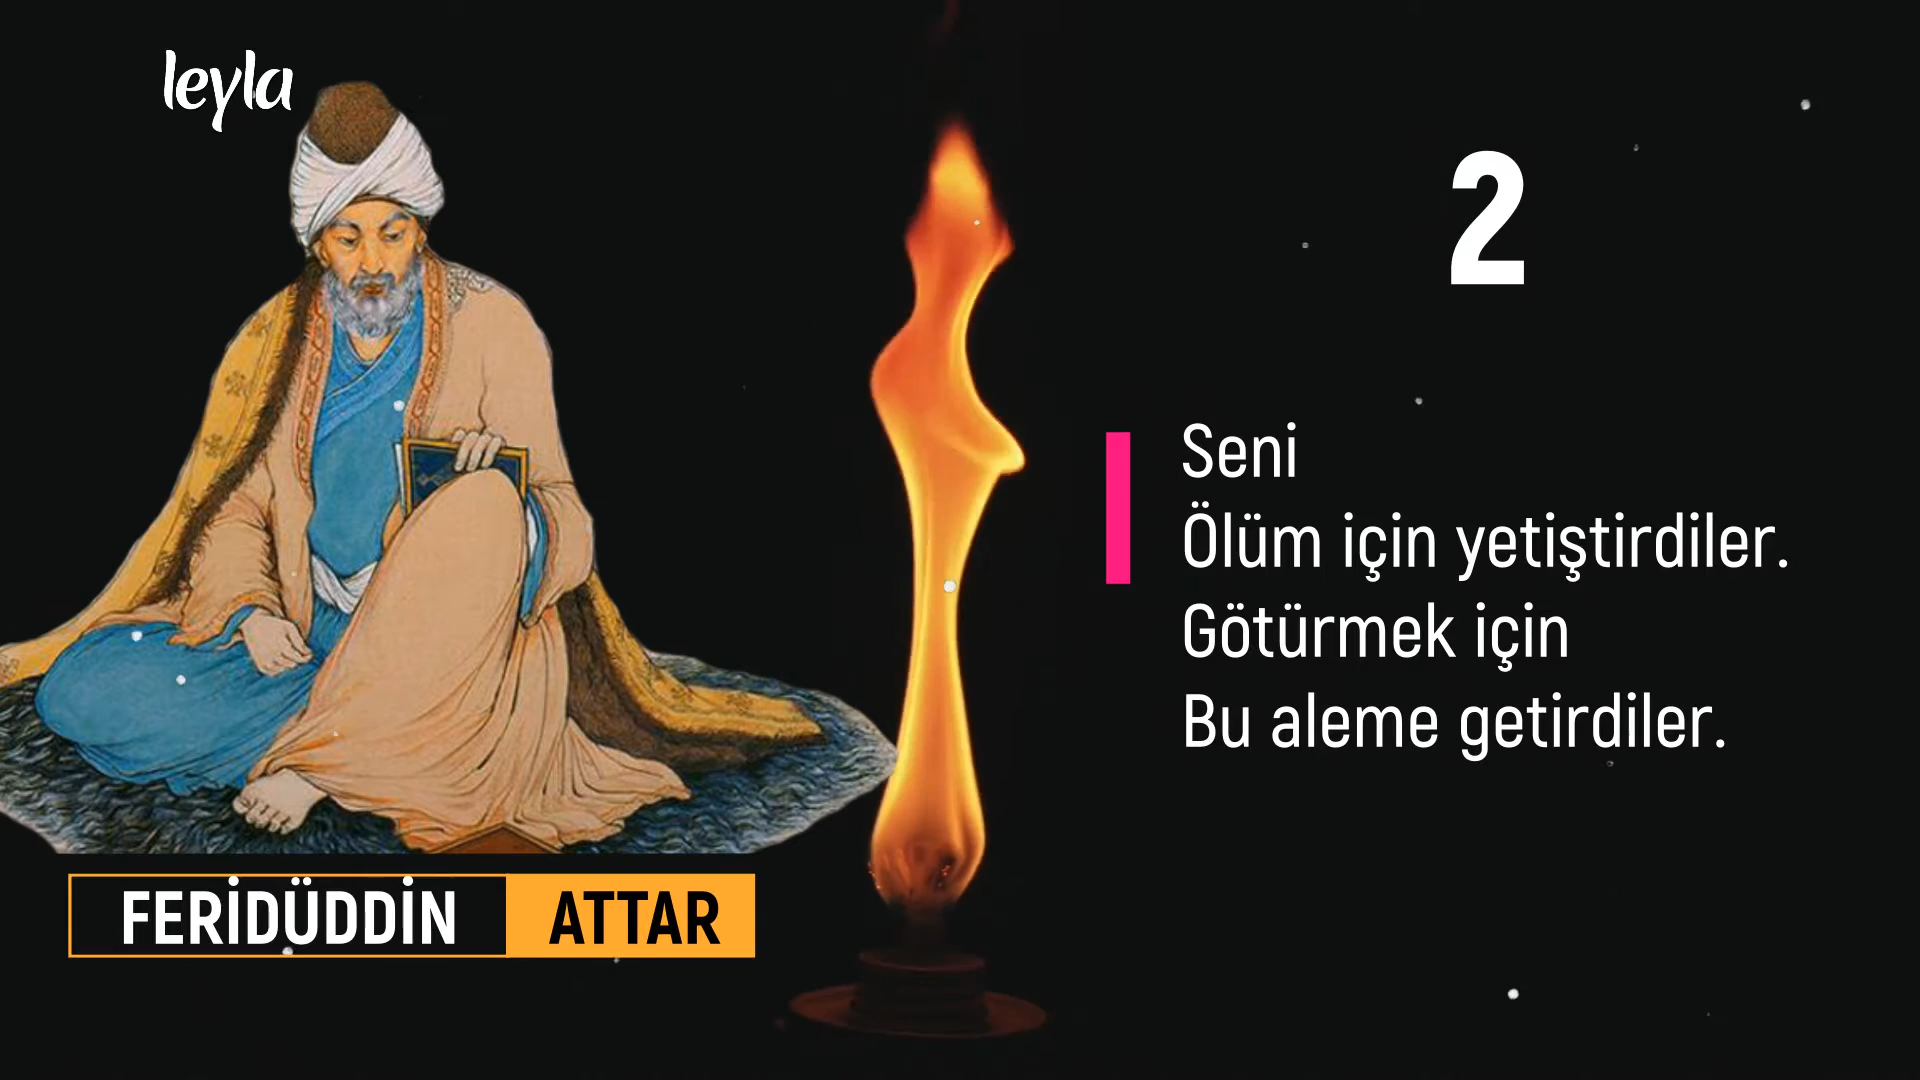 leyla
2
Seni
Ölüm için yetiştirdiler.
Götürmek için
Bu aleme getirdiler.
FERİDÜDDİN ATTAR